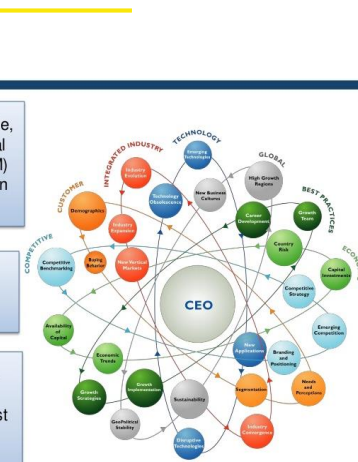 e,
al
M)
n
st
COMPETITIVE
CUSTOMER
INTEGRATED INDUSTRY
TECHNOLOGY
GLOBAL
BEST PRACTICES
ECON
Emerging
Technologies
Industry
Evolution
High Growth
Regions
Technology
Obsolescence
New Business
Cultures
Demographics
Career
Development
Growth
Team
Industry
Expansion
Country
Risk
Competitive
Benchmarking
Buying
Behavior
New Vertical
Markets
Capital
Investments
Competitive
Strategy
CEO
Availability
of
Capital
Emerging
Competition
Economic
Trends
New
Applications
Branding
and
Positioning
Growth
Strategies
Growth
Implementation
Sustainability
Segmentation
Needs
and
Perceptions
GeoPolitical
Stability
Industry
Convergence
Disruptive
Technologies